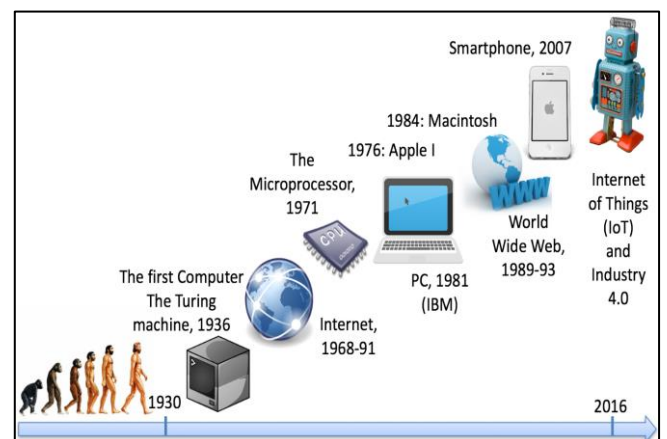 Smartphone, 2007
1984: Macintosh
1976: Apple I
The
Microprocessor,
1971
CPU
WWW
Internet
of Things
(IoT)
and
Industry
4.0
World
Wide Web,
1989-93
PC, 1981
(IBM)
The first Computer
The Turing
machine, 1936
Internet,
1968-91
1930
2016